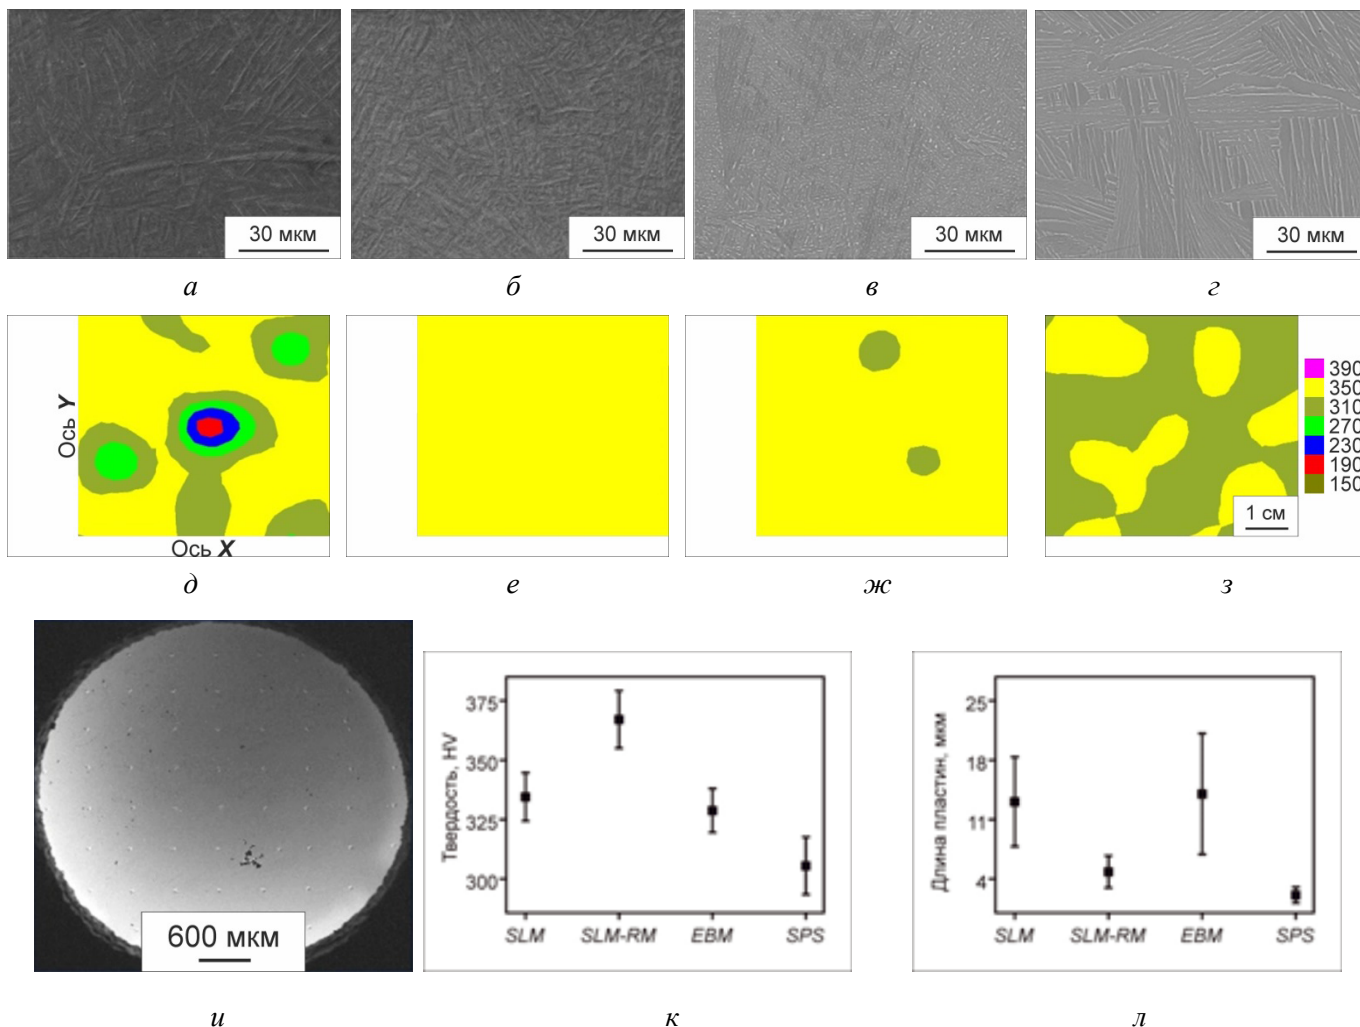 30 мкм
30 мкм
30 мкм
30 мкм
а
б
в
г
Ось Y
Ось X
390
350
310
270
230
190
150
1 см
д
е
ж
з
600 мкм
Твердость, HV
375
350
325
300
SLM SLM-RM EBM SPS
Длина пластин, мкм
25
18
11
4
SLM SLM-RM EBM SPS
и
к
л